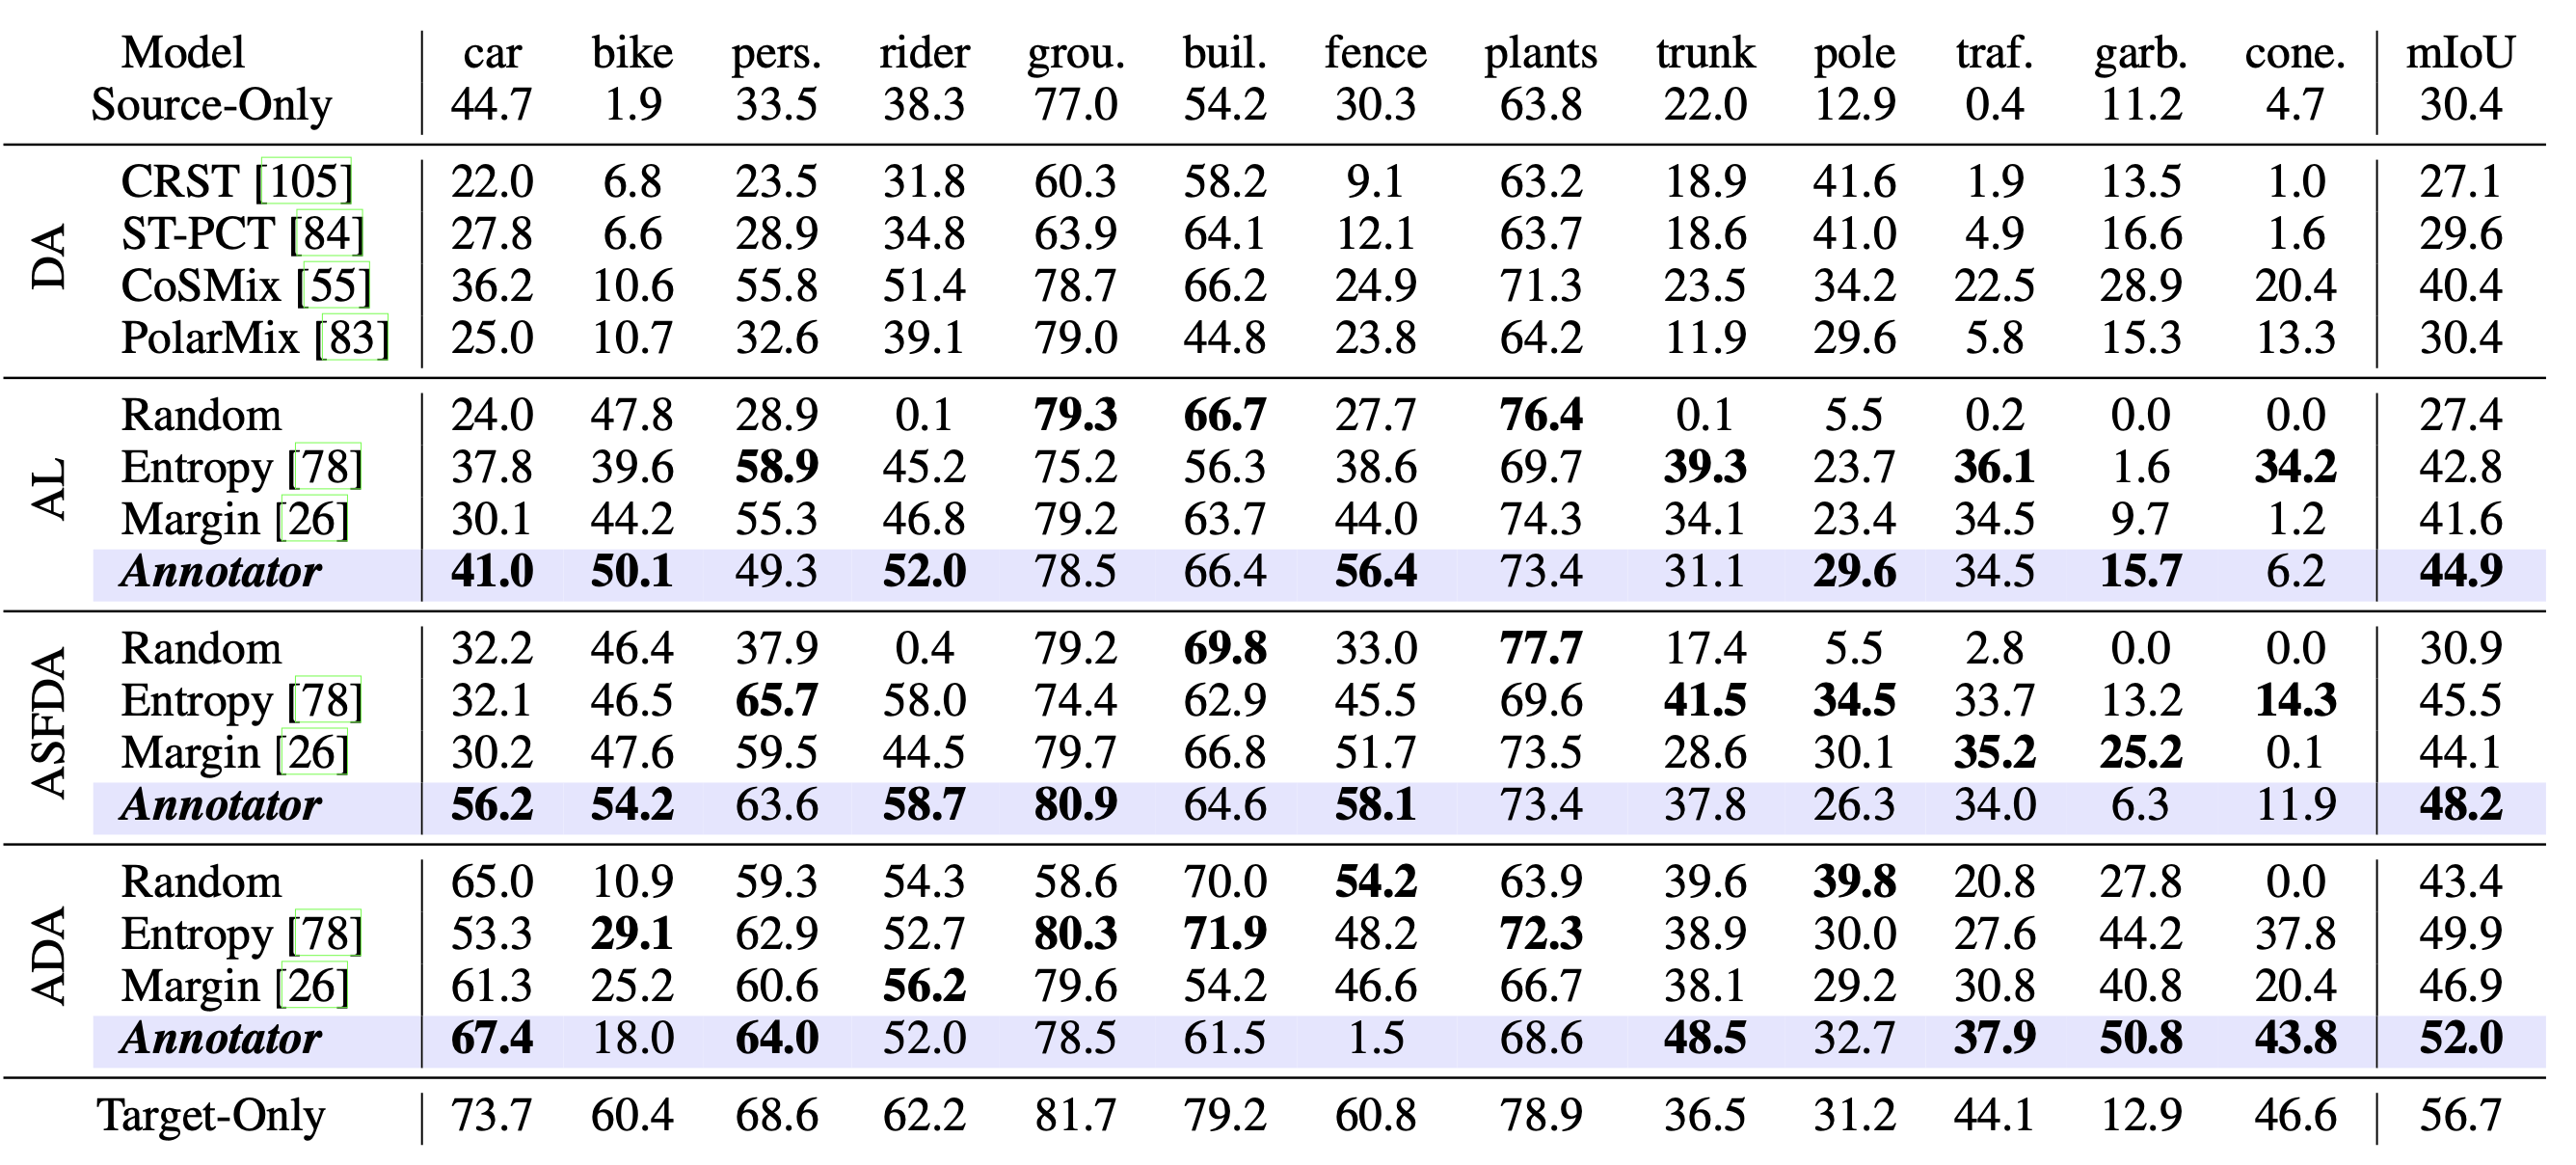 Model car bike pers. rider grou. buil. fence plants trunk pole traf. garb. cone. mIoU
Source-Only 44.7 1.9 33.5 38.3 77.0 54.2 30.3 63.8 22.0 12.9 0.4 11.2 4.7 30.4
DA
CRST [105] 22.0 6.8 23.5 31.8 60.3 58.2 9.1 63.2 18.9 41.6 1.9 13.5 1.0 27.1
ST-PCT [84] 27.8 6.6 28.9 34.8 63.9 64.1 12.1 63.7 18.6 41.0 4.9 16.6 1.6 29.6
CoSMix [55] 36.2 10.6 55.8 51.4 78.7 66.2 24.9 71.3 23.5 34.2 22.5 28.9 20.4 40.4
PolarMix [83] 25.0 10.7 32.6 39.1 79.0 44.8 23.8 64.2 11.9 29.6 5.8 15.3 13.3 30.4
AL
Random 24.0 47.8 28.9 0.1 79.3 66.7 27.7 76.4 0.1 5.5 0.2 0.0 0.0 27.4
Entropy [78] 37.8 39.6 58.9 45.2 75.2 56.3 38.6 69.7 39.3 23.7 36.1 1.6 34.2 42.8
Margin [26] 30.1 44.2 55.3 46.8 79.2 63.7 44.0 74.3 34.1 23.4 34.5 9.7 1.2 41.6
Annotator 41.0 50.1 49.3 52.0 78.5 66.4 56.4 73.4 31.1 29.6 34.5 15.7 6.2 44.9
ASFDA
Random 32.2 46.4 37.9 0.4 79.2 69.8 33.0 77.7 17.4 5.5 2.8 0.0 0.0 30.9
Entropy [78] 32.1 46.5 65.7 58.0 74.4 62.9 45.5 69.6 41.5 34.5 33.7 13.2 14.3 45.5
Margin [26] 30.2 47.6 59.5 44.5 79.7 66.8 51.7 73.5 28.6 30.1 35.2 25.2 0.1 44.1
Annotator 56.2 54.2 63.6 58.7 80.9 64.6 58.1 73.4 37.8 26.3 34.0 6.3 11.9 48.2
ADA
Random 65.0 10.9 59.3 54.3 58.6 70.0 54.2 63.9 39.6 39.8 20.8 27.8 0.0 43.4
Entropy [78] 53.3 29.1 62.9 52.7 80.3 71.9 48.2 72.3 38.9 30.0 27.6 44.2 37.8 49.9
Margin [26] 61.3 25.2 60.6 56.2 79.6 54.2 46.6 66.7 38.1 29.2 30.8 40.8 20.4 46.9
Annotator 67.4 18.0 64.0 52.0 78.5 61.5 1.5 68.6 48.5 32.7 37.9 50.8 43.8 52.0
Target-Only 73.7 60.4 68.6 62.2 81.7 79.2 60.8 78.9 36.5 31.2 44.1 12.9 46.6 56.7